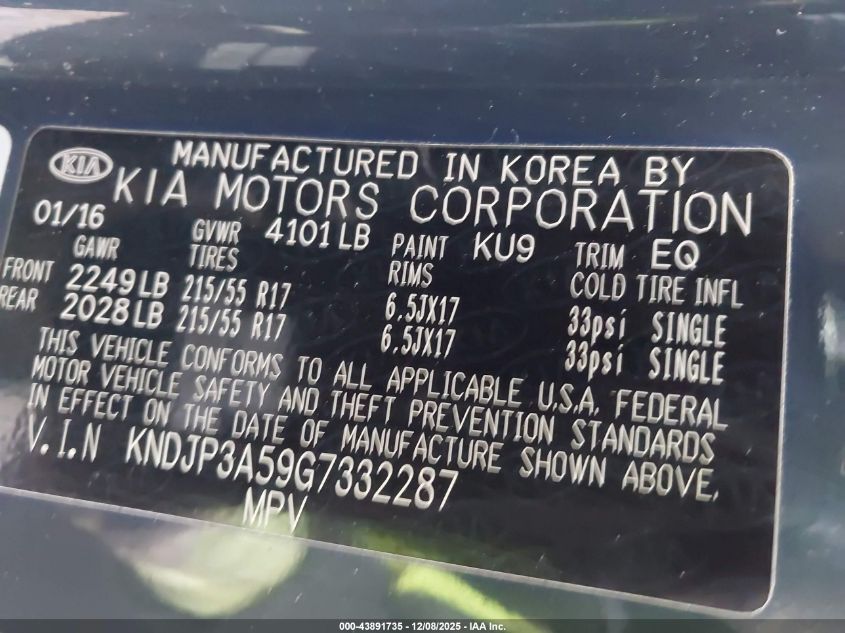 KIA MANUFACTURED IN KOREA BY
KIA MOTORS CORPORATION
01/16 GVWR 4101 LB PAINT KU9 TRIM EQ
GAWR TIRES RIMS COLD TIRE INFL
FRONT 2249 LB 215/55 R17 6.5JX17 33psi SINGLE
REAR 2028 LB 215/55 R17 6.5JX17 33psi SINGLE
THIS VEHICLE CONFORMS TO ALL APPLICABLE U.S.A. FEDERAL
MOTOR VEHICLE SAFETY AND THEFT PREVENTION STANDARDS
IN EFFECT ON THE DATE OF MANUFACTURE SHOWN ABOVE.
V.I.N KNDJP3A59G7332287
MPV
000-43891735 - 12/08/2025 - IAA Inc.